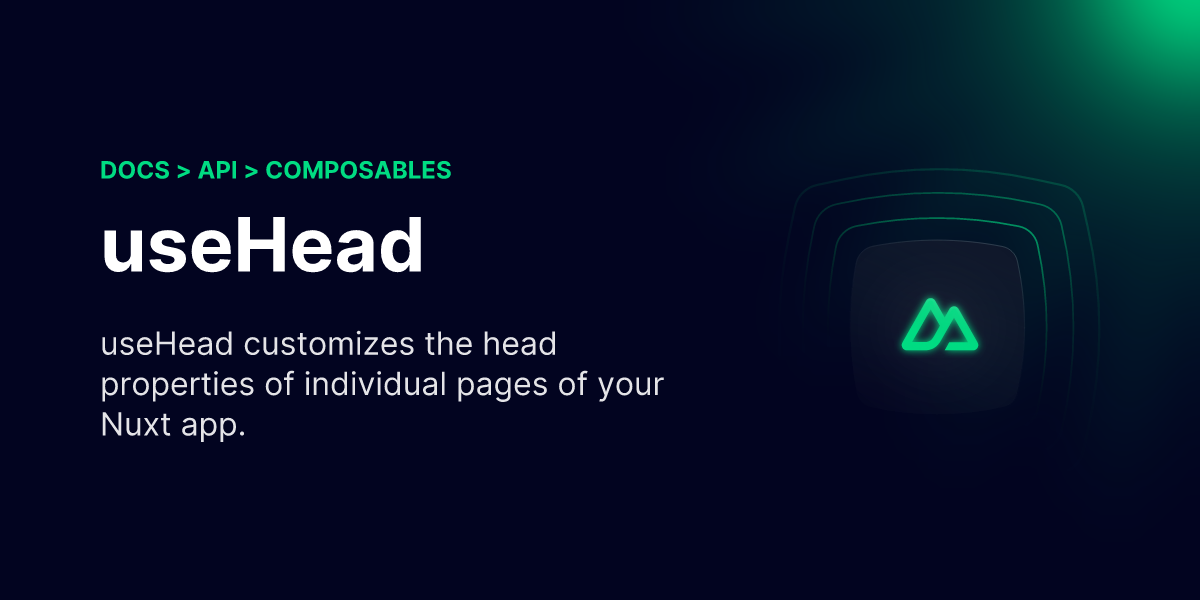 DOCS > API > COMPOSABLES
useHead
useHead customizes the head
properties of individual pages of your
Nuxt app.